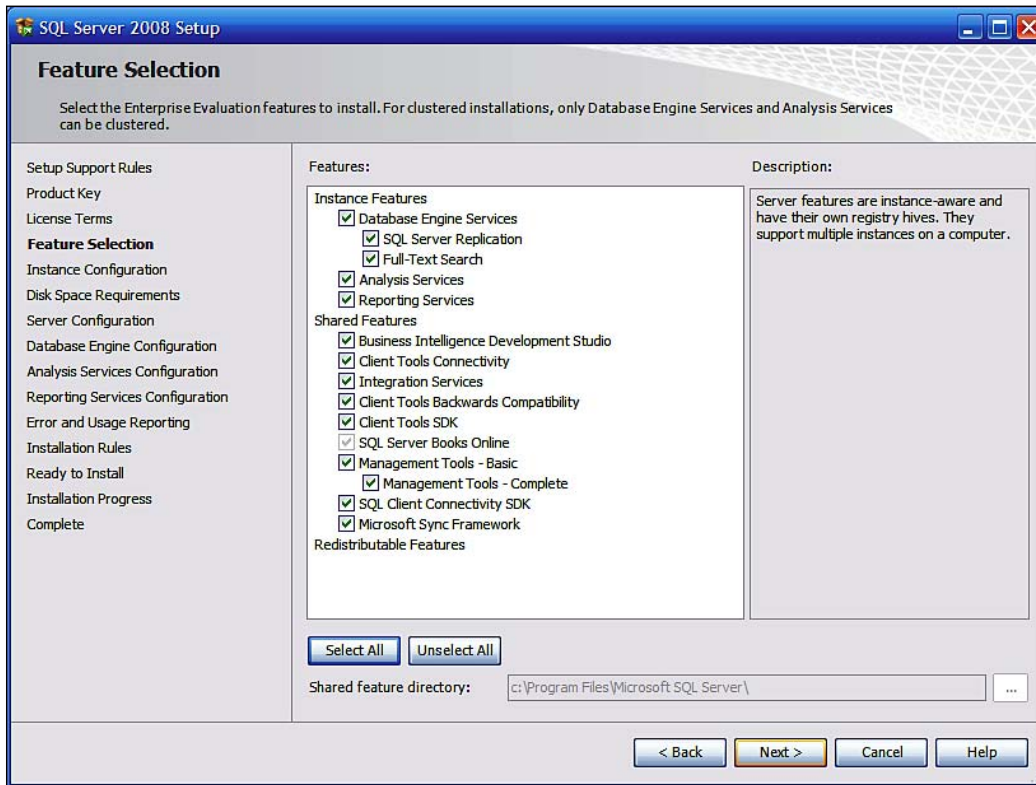 SQL Server 2008 Setup
Feature Selection
Select the Enterprise Evaluation features to install. For clustered installations, only Database Engine Services and Analysis Services
can be clustered.
Setup Support Rules
Product Key
License Terms
Feature Selection
Instance Configuration
Disk Space Requirements
Server Configuration
Database Engine Configuration
Analysis Services Configuration
Reporting Services Configuration
Error and Usage Reporting
Installation Rules
Ready to Install
Installation Progress
Complete
Features:
Instance Features
Database Engine Services
SQL Server Replication
Full-Text Search
Analysis Services
Reporting Services
Shared Features
Business Intelligence Development Studio
Client Tools Connectivity
Integration Services
Client Tools Backwards Compatibility
Client Tools SDK
SQL Server Books Online
Management Tools - Basic
Management Tools - Complete
SQL Client Connectivity SDK
Microsoft Sync Framework
Redistributable Features
Description:
Server features are instance-aware and
have their own registry hives. They
support multiple instances on a computer.
Select All
Unselect All
Shared feature directory:
c:\Program Files\Microsoft SQL Server\
...
< Back
Next >
Cancel
Help